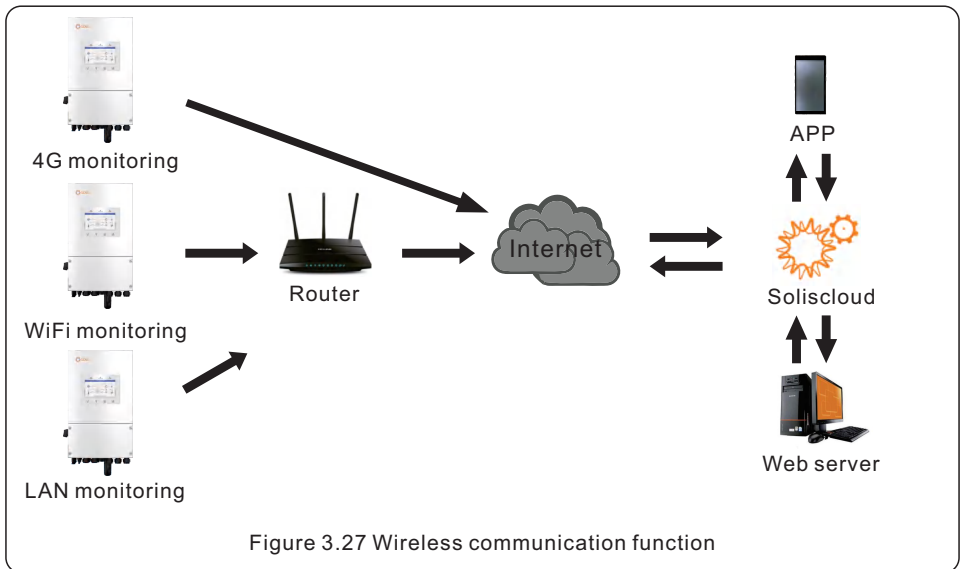 4G monitoring
WiFi monitoring
LAN monitoring
Router
Internet
APP
Soliscloud
Web server
Figure 3.27 Wireless communication function